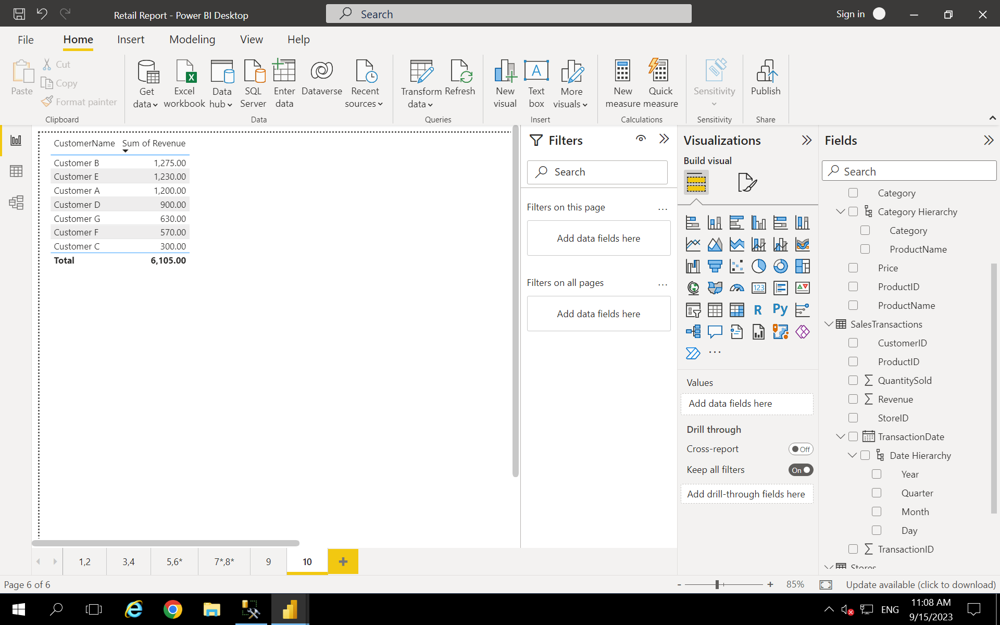 Retail Report - Power BI Desktop
Search
Sign in
File
Home
Insert
Modeling
View
Help
Paste
Cut
Copy
Format painter
Clipboard
Get data
Excel workbook
Data hub
SQL Server
Enter data
Dataverse
Recent sources
Data
Transform data
Refresh
Queries
New visual
Text box
More visuals
Insert
New measure
Quick measure
Calculations
Sensitivity
Sensitivity
Publish
Share
CustomerName Sum of Revenue
Customer B 1,275.00
Customer E 1,230.00
Customer A 1,200.00
Customer D 900.00
Customer G 630.00
Customer F 570.00
Customer C 300.00
Total 6,105.00
Filters
Search
Filters on this page ...
Add data fields here
Filters on all pages ...
Add data fields here
Visualizations
Build visual
123
R
Py
...
Values
Add data fields here
Drill through
Cross-report Off
Keep all filters On
Add drill-through fields here
Fields
Search
Category
Category Hierarchy
Category
ProductName
Price
ProductID
ProductName
SalesTransactions
CustomerID
ProductID
QuantitySold
Revenue
StoreID
TransactionDate
Date Hierarchy
Year
Quarter
Month
Day
TransactionID
Stores
1,2
3,4
5,6*
7*,8*
9
10
Page 6 of 6
- + 85%
Update available (click to download)
ENG
11:08 AM
9/15/2023